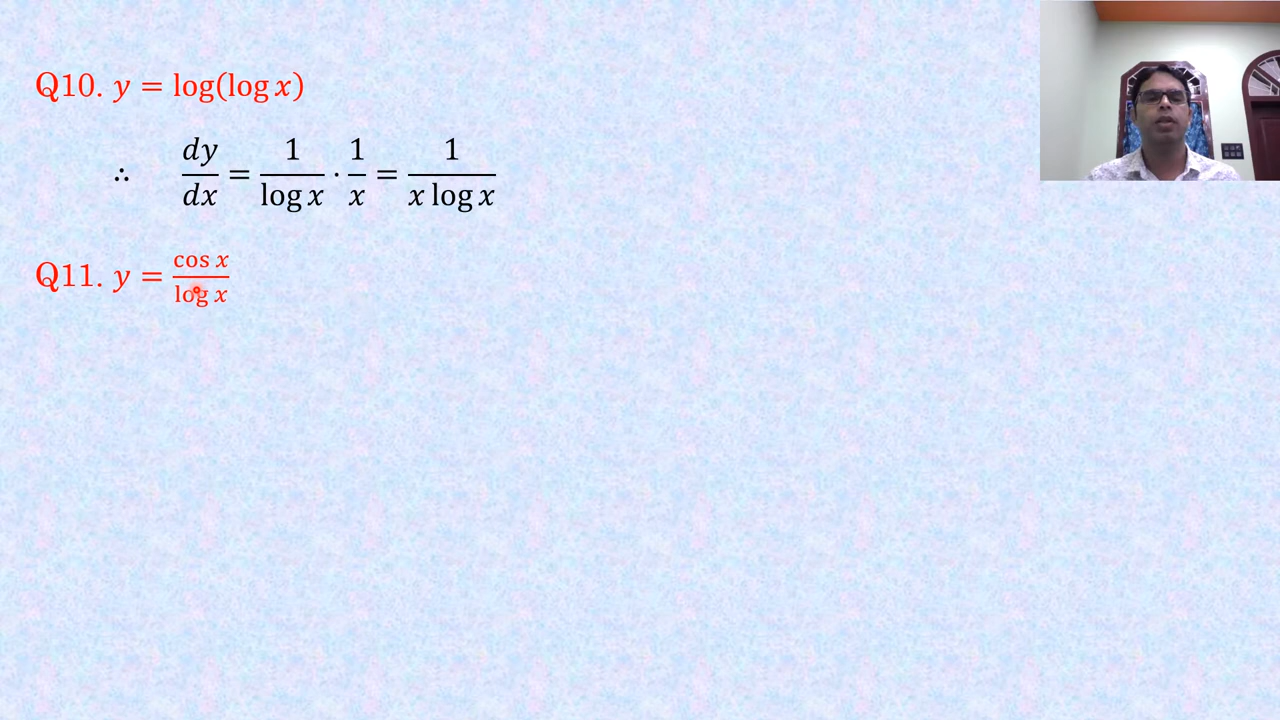 Q10. y = log(log x)
∴ dy/dx = 1/log x · 1/x = 1/x log x
Q11. y = cos x/log x